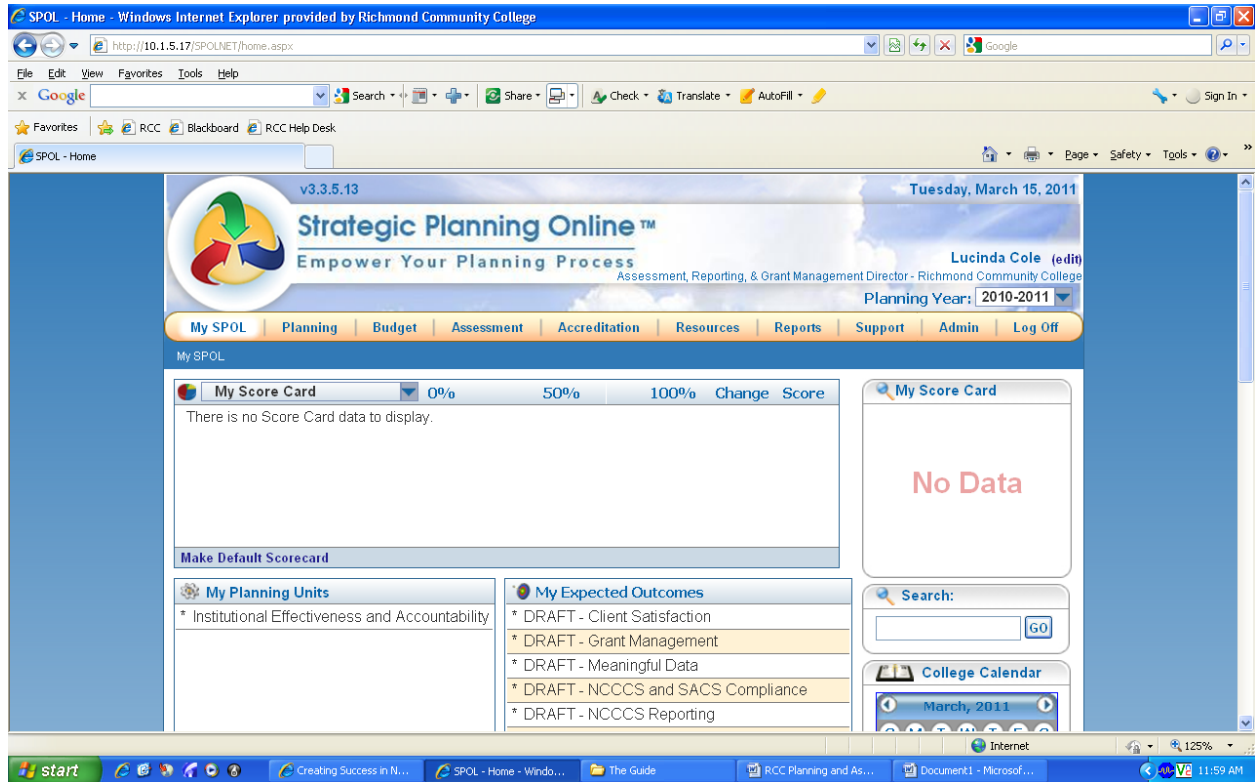 SPOL - Home - Windows Internet Explorer provided by Richmond Community College
http://10.1.5.17/SPOLNET/home.aspx
Google
File Edit View Favorites Tools Help
x Google Search Share Check Translate AutoFill Sign In
Favorites RCC Blackboard RCC Help Desk
SPOL - Home Page Safety Tools
v3.3.5.13 Tuesday, March 15, 2011
Strategic Planning Online ™
Empower Your Planning Process
Lucinda Cole (edit)
Assessment, Reporting, & Grant Management Director - Richmond Community College
Planning Year: 2010-2011
My SPOL | Planning | Budget | Assessment | Accreditation | Resources | Reports | Support | Admin | Log Off
My SPOL
My Score Card 0% 50% 100% Change Score
There is no Score Card data to display.
Make Default Scorecard
My Score Card
No Data
My Planning Units
* Institutional Effectiveness and Accountability
My Expected Outcomes
* DRAFT - Client Satisfaction
* DRAFT - Grant Management
* DRAFT - Meaningful Data
* DRAFT - NCCCS and SACS Compliance
* DRAFT - NCCCS Reporting
Search:
GO
College Calendar
March, 2011
Internet 125%
start Creating Success in N... SPOL - Home - Windo... The Guide RCC Planning and As... Document1 - Microsof... 11:59 AM